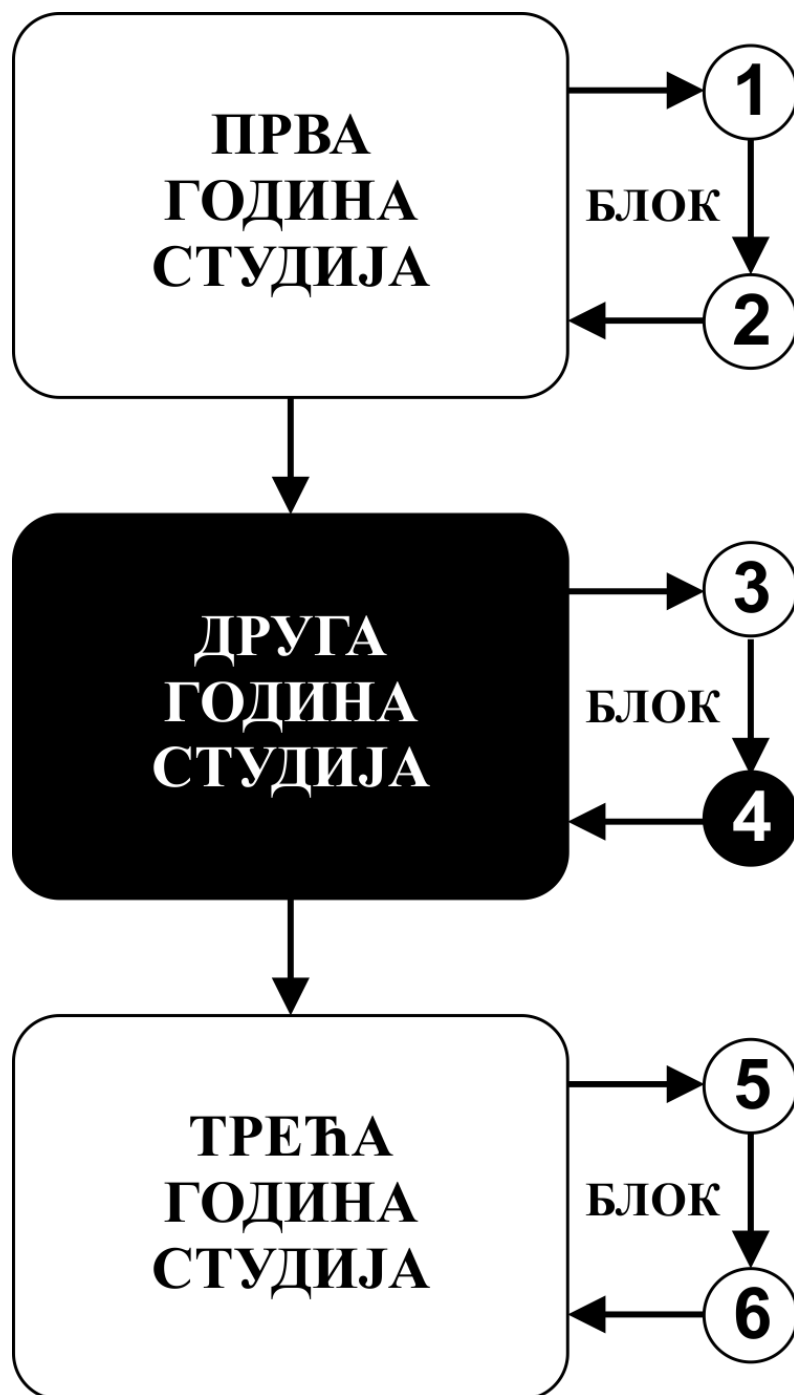 ПРВА
ГОДИНА
СТУДИЈА
1
БЛОК
2
ДРУГА
ГОДИНА
СТУДИЈА
3
БЛОК
4
ТРЕЋА
ГОДИНА
СТУДИЈА
5
БЛОК
6